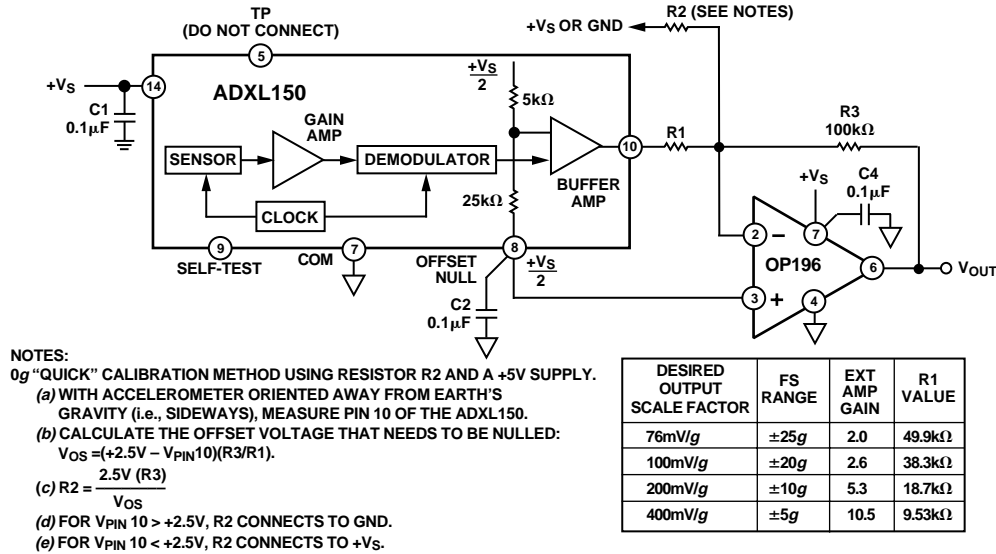 TP
(DO NOT CONNECT)
+VS OR GND
R2 (SEE NOTES)
5
+VS
14
C1
0.1µF
ADXL150
+VS
2
5kΩ
GAIN
AMP
SENSOR
DEMODULATOR
CLOCK
25kΩ
BUFFER
AMP
10
R1
R3
100kΩ
+VS
C4
0.1µF
2
–
7
OP196
6
VOUT
3
+
4
9
SELF-TEST
COM
7
8
OFFSET
NULL
+VS
2
C2
0.1µF
NOTES:
0g “QUICK” CALIBRATION METHOD USING RESISTOR R2 AND A +5V SUPPLY.
(a) WITH ACCELEROMETER ORIENTED AWAY FROM EARTH’S
GRAVITY (i.e., SIDEWAYS), MEASURE PIN 10 OF THE ADXL150.
(b) CALCULATE THE OFFSET VOLTAGE THAT NEEDS TO BE NULLED:
VOS =(+2.5V – VPIN10)(R3/R1).
(c) R2 = 2.5V (R3)
VOS
(d) FOR VPIN 10 > +2.5V, R2 CONNECTS TO GND.
(e) FOR VPIN 10 < +2.5V, R2 CONNECTS TO +VS.
DESIRED OUTPUT SCALE FACTOR FS RANGE EXT AMP GAIN R1 VALUE
76mV/g ±25g 2.0 49.9kΩ
100mV/g ±20g 2.6 38.3kΩ
200mV/g ±10g 5.3 18.7kΩ
400mV/g ±5g 10.5 9.53kΩ